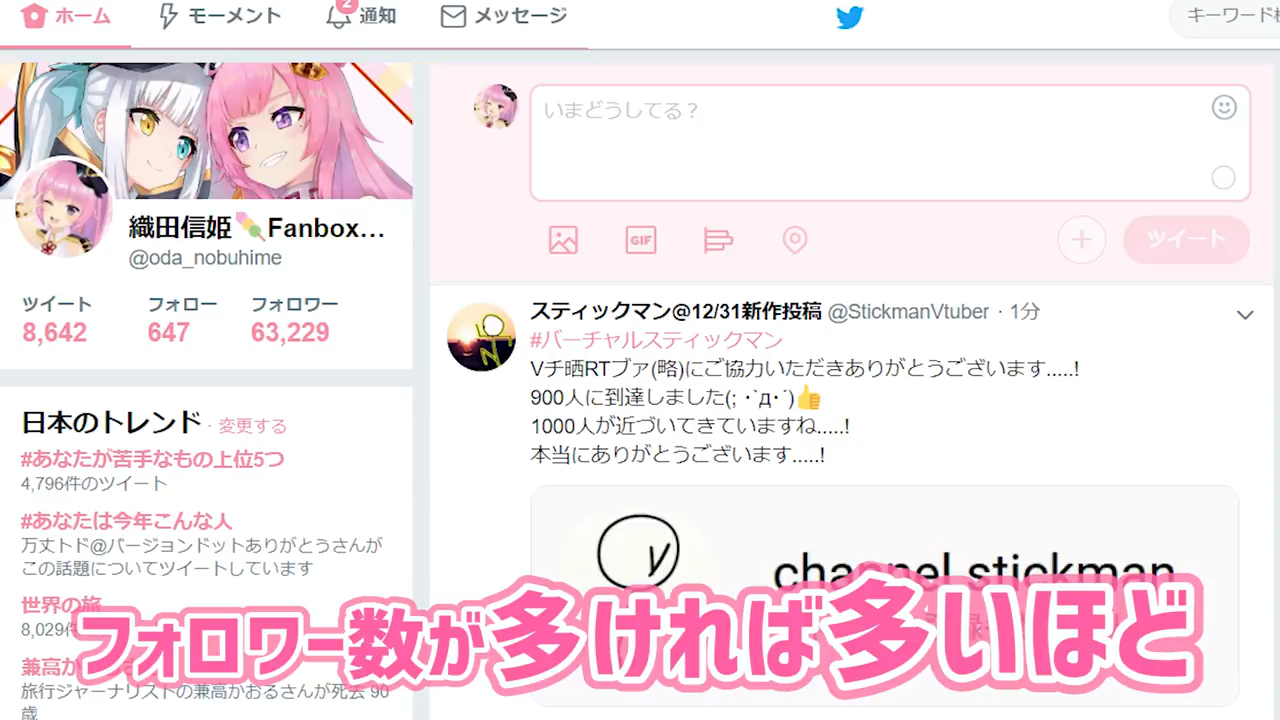 ホーム モーメント 2 通知 メッセージ
キーワード
いまどうしてる？
織田信姫🍡Fanbox…
@oda_nobuhime
GIF
ツイート
ツイート フォロー フォロワー
8,642 647 63,229
スティックマン@12/31新作投稿 @StickmanVtuber · 1分
#バーチャルスティックマン
Vチ晒RTブァ(略)にご協力いただきありがとうございます.....!
900人に到達しました(; ･`д･´)👍
1000人が近づいてきていますね.....!
本当にありがとうございます.....!
日本のトレンド · 変更する
#あなたが苦手なもの上位5つ
4,796件のツイート
#あなたは今年こんな人
万丈トド@バージョンドットありがとうさんが
この話題についてツイートしています
世界の旅
8,029件
兼高か
旅行ジャーナリストの兼高かおるさんが死去 90
歳
V
channel stickman
フォロワー数が多ければ多いほど